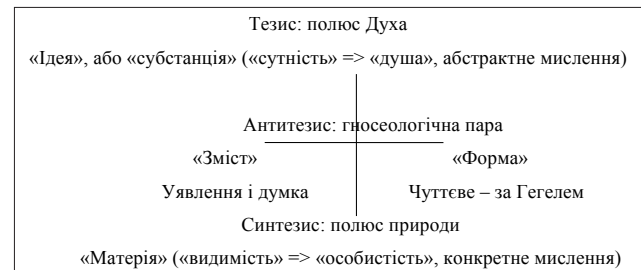 Тезис: полюс Духа
«Ідея», або «субстанція» («сутність» => «душа», абстрактне мислення)
Антитезис: гносеологічна пара
«Зміст» «Форма»
Уявлення і думка Чуттєве – за Гегелем
Синтезис: полюс природи
«Матерія» («видимість» => «особистість», конкретне мислення)